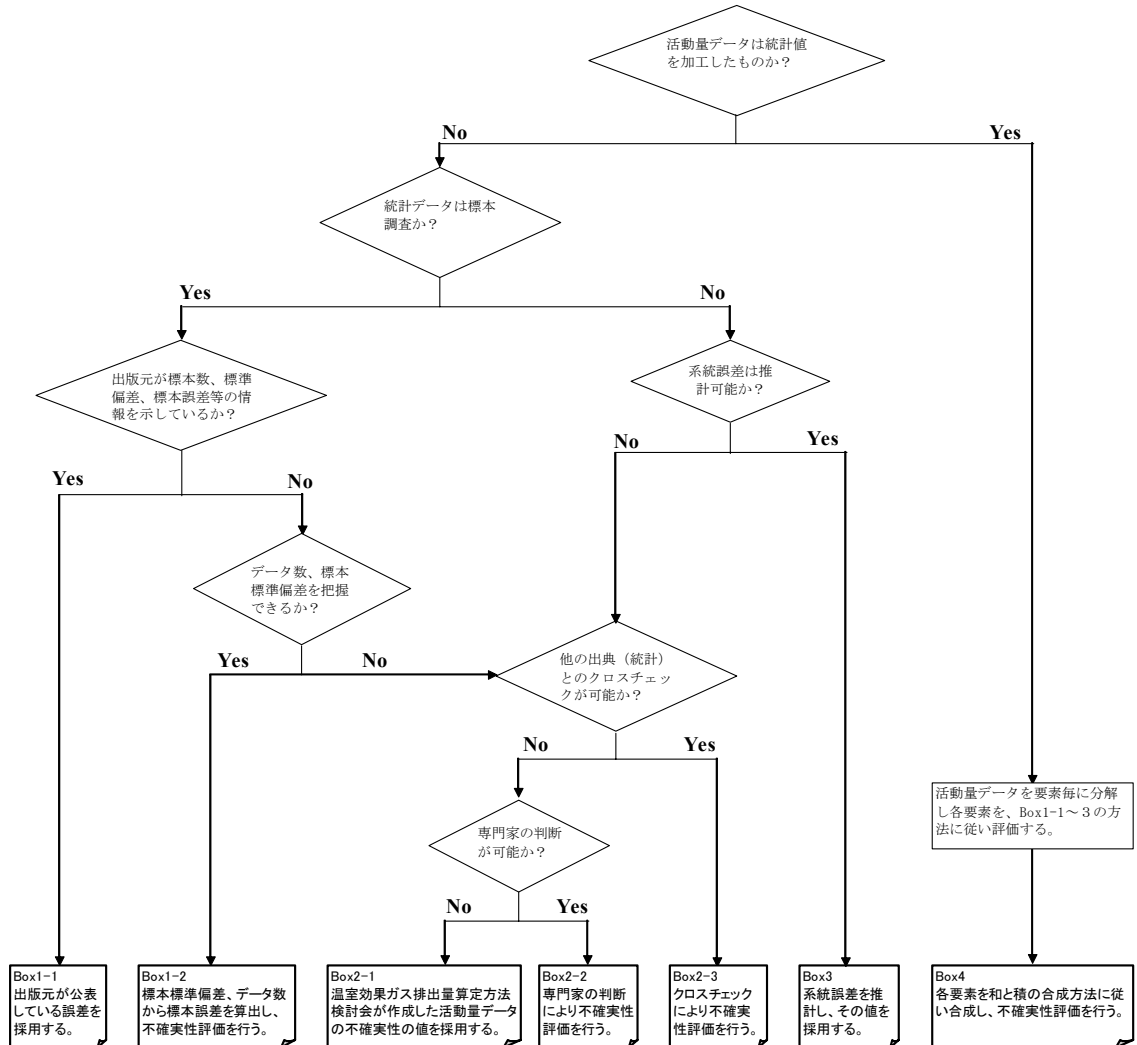 活動量データは統計値
を加工したものか？
No
Yes
統計データは標本
調査か？
Yes
No
出版元が標本数、標準
偏差、標本誤差等の情
報を示しているか？
系統誤差は推
計可能か？
Yes
No
No
Yes
データ数、標本
標準偏差を把握
できるか？
Yes
No
他の出典（統計）
とのクロスチェッ
クが可能か？
No
Yes
専門家の判断
が可能か？
活動量データを要素毎に分解
し各要素を、Box1-1～３の方
法に従い評価する。
No
Yes
Box1-1
出版元が公表
している誤差を
採用する。
Box1-2
標本標準偏差、データ数
から標本誤差を算出し、
不確実性評価を行う。
Box2-1
温室効果ガス排出量算定方法
検討会が作成した活動量データ
の不確実性の値を採用する。
Box2-2
専門家の判断
により不確実性
評価を行う。
Box2-3
クロスチェック
により不確実
性評価を行う。
Box3
系統誤差を推
計し、その値を
採用する。
Box4
各要素を和と積の合成方法に従
い合成し、不確実性評価を行う。